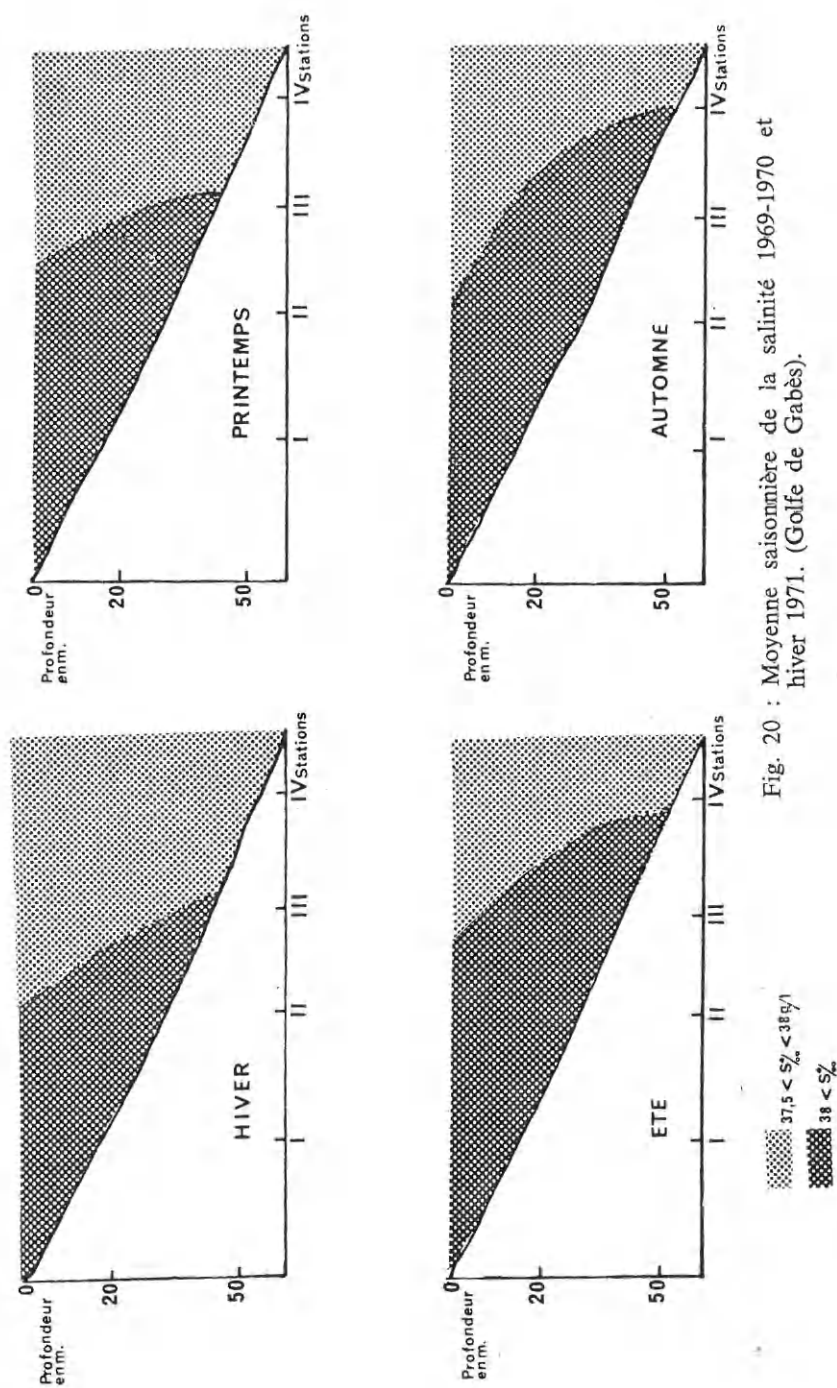 Profondeur
en m.
0
20
50
HIVER
I
II
III
IV Stations
Profondeur
en m.
0
20
50
PRINTEMPS
I
II
III
IV Stations
Profondeur
en m.
0
20
50
ETE
I
II
III
IV Stations
Profondeur
en m.
0
20
50
AUTOMNE
I
II
III
IV Stations
37,5 < S‰ < 38g/l
38 < S‰
Fig. 20 : Moyenne saisonnière de la salinité 1969-1970 et
hiver 1971. (Golfe de Gabès).